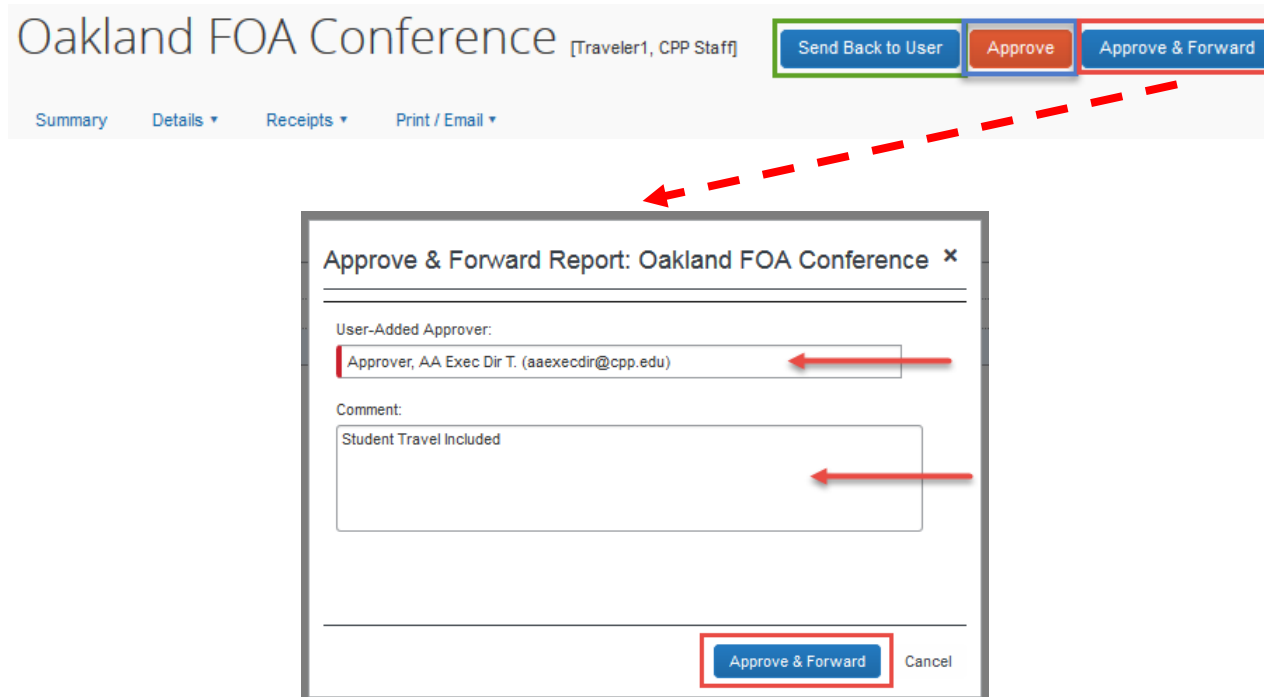 Oakland FOA Conference [Traveler1, CPP Staff] Send Back to User Approve Approve & Forward
Summary Details ▾ Receipts ▾ Print / Email ▾
Approve & Forward Report: Oakland FOA Conference ×
User-Added Approver:
Approver, AA Exec Dir T. (aaexecdir@cpp.edu)
Comment:
Student Travel Included
Approve & Forward Cancel